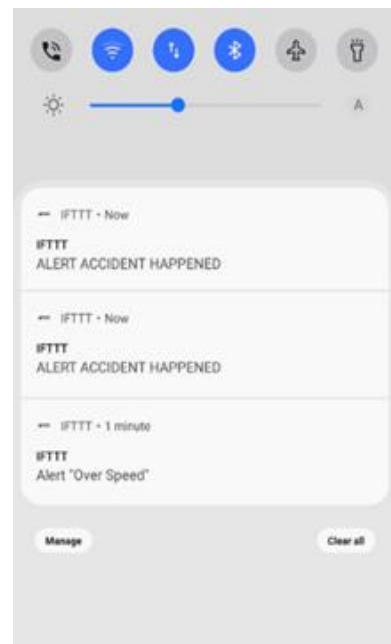 A
IFTTT • Now
IFTTT
ALERT ACCIDENT HAPPENED
IFTTT • Now
IFTTT
ALERT ACCIDENT HAPPENED
IFTTT • 1 minute
IFTTT
Alert "Over Speed"
Manage Clear all